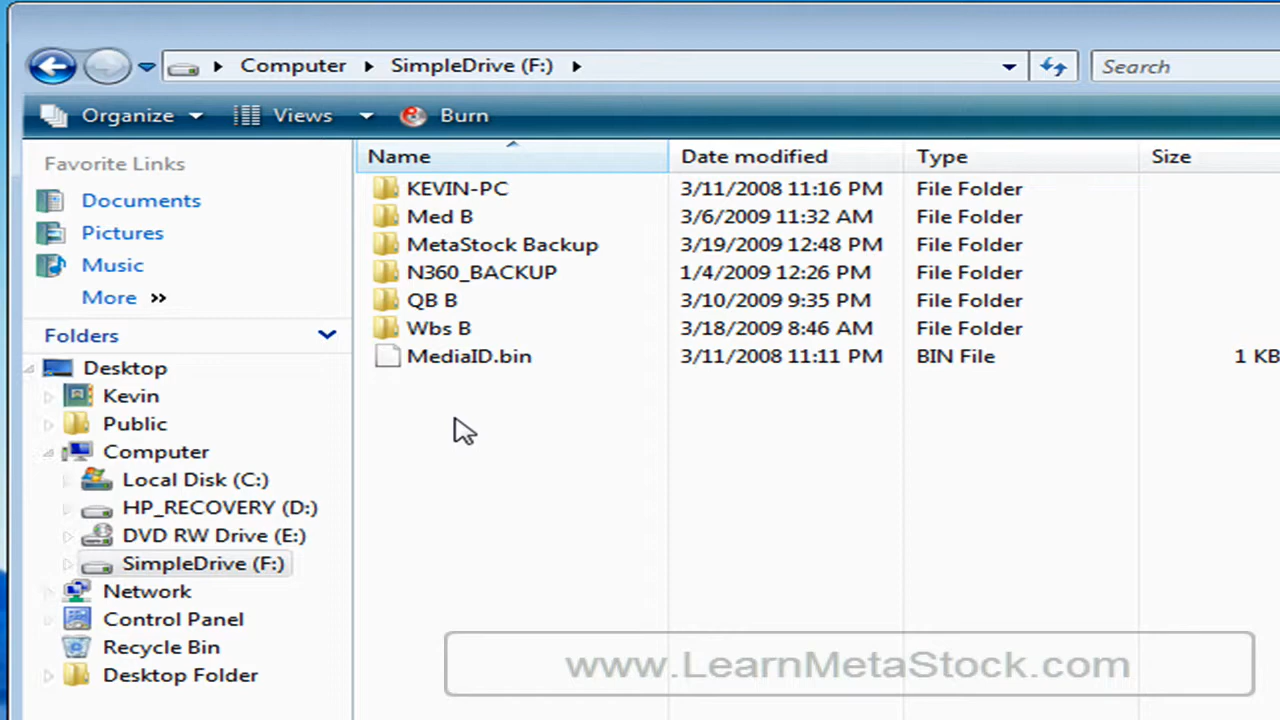 Computer SimpleDrive (F:) Search
Organize Views Burn
Favorite Links
Documents
Pictures
Music
More »
Folders
Desktop
Kevin
Public
Computer
Local Disk (C:)
HP_RECOVERY (D:)
DVD RW Drive (E:)
SimpleDrive (F:)
Network
Control Panel
Recycle Bin
Desktop Folder
Name Date modified Type Size
KEVIN-PC 3/11/2008 11:16 PM File Folder
Med B 3/6/2009 11:32 AM File Folder
MetaStock Backup 3/19/2009 12:48 PM File Folder
N360_BACKUP 1/4/2009 12:26 PM File Folder
QB B 3/10/2009 9:35 PM File Folder
Wbs B 3/18/2009 8:46 AM File Folder
MediaID.bin 3/11/2008 11:11 PM BIN File 1 KB
www.LearnMetaStock.com